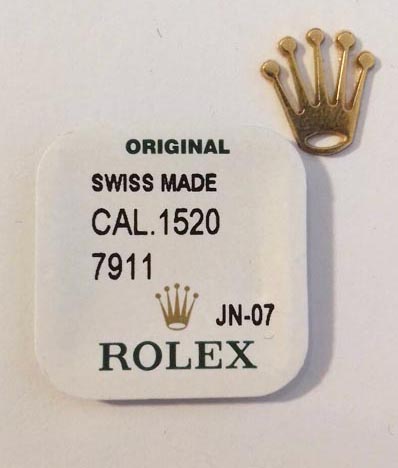 ORIGINAL
SWISS MADE
CAL.1520
7911
JN-07
ROLEX